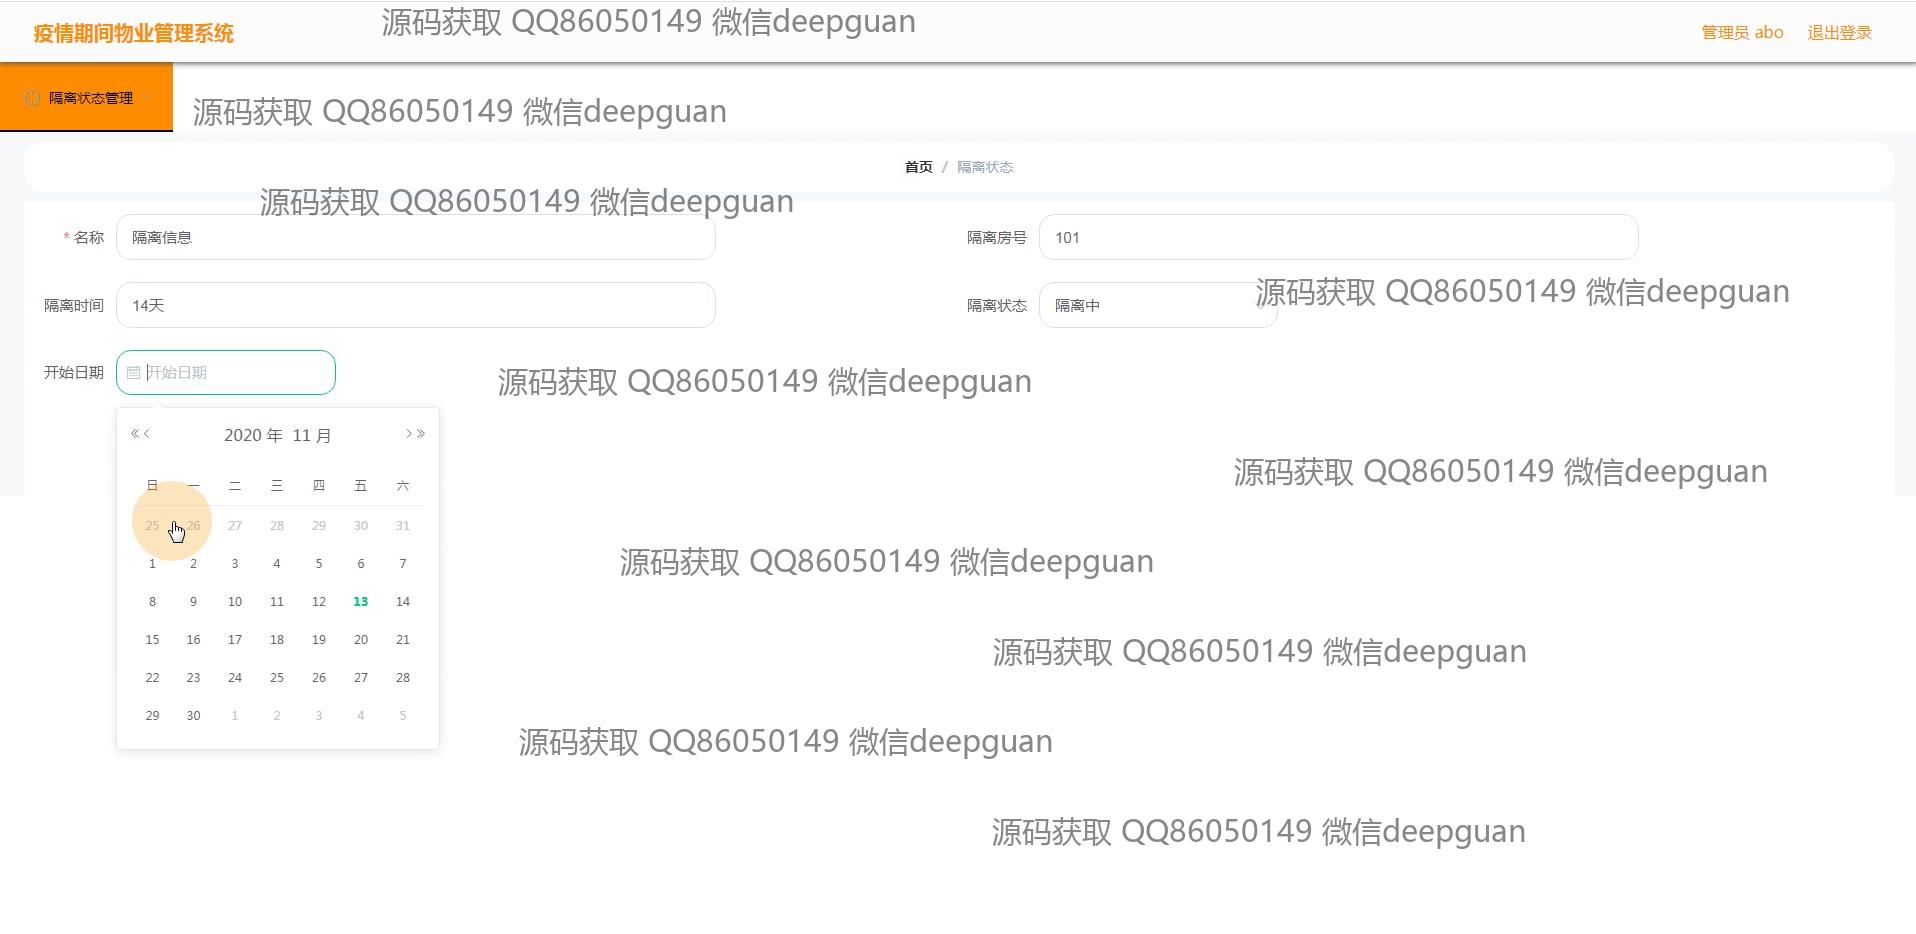 疫情期间物业管理系统
源码获取 QQ86050149 微信deepguan
管理员 abo 退出登录
隔离状态管理
源码获取 QQ86050149 微信deepguan
首页 / 隔离状态
源码获取 QQ86050149 微信deepguan
* 名称 隔离信息
隔离房号 101
源码获取 QQ86050149 微信deepguan
隔离时间 14天
隔离状态 隔离中
开始日期 开始日期
源码获取 QQ86050149 微信deepguan
2020 年 11 月
源码获取 QQ86050149 微信deepguan
日 一 二 三 四 五 六
25 26 27 28 29 30 31
源码获取 QQ86050149 微信deepguan
1 2 3 4 5 6 7
8 9 10 11 12 13 14
15 16 17 18 19 20 21
源码获取 QQ86050149 微信deepguan
22 23 24 25 26 27 28
29 30 1 2 3 4 5
源码获取 QQ86050149 微信deepguan
源码获取 QQ86050149 微信deepguan